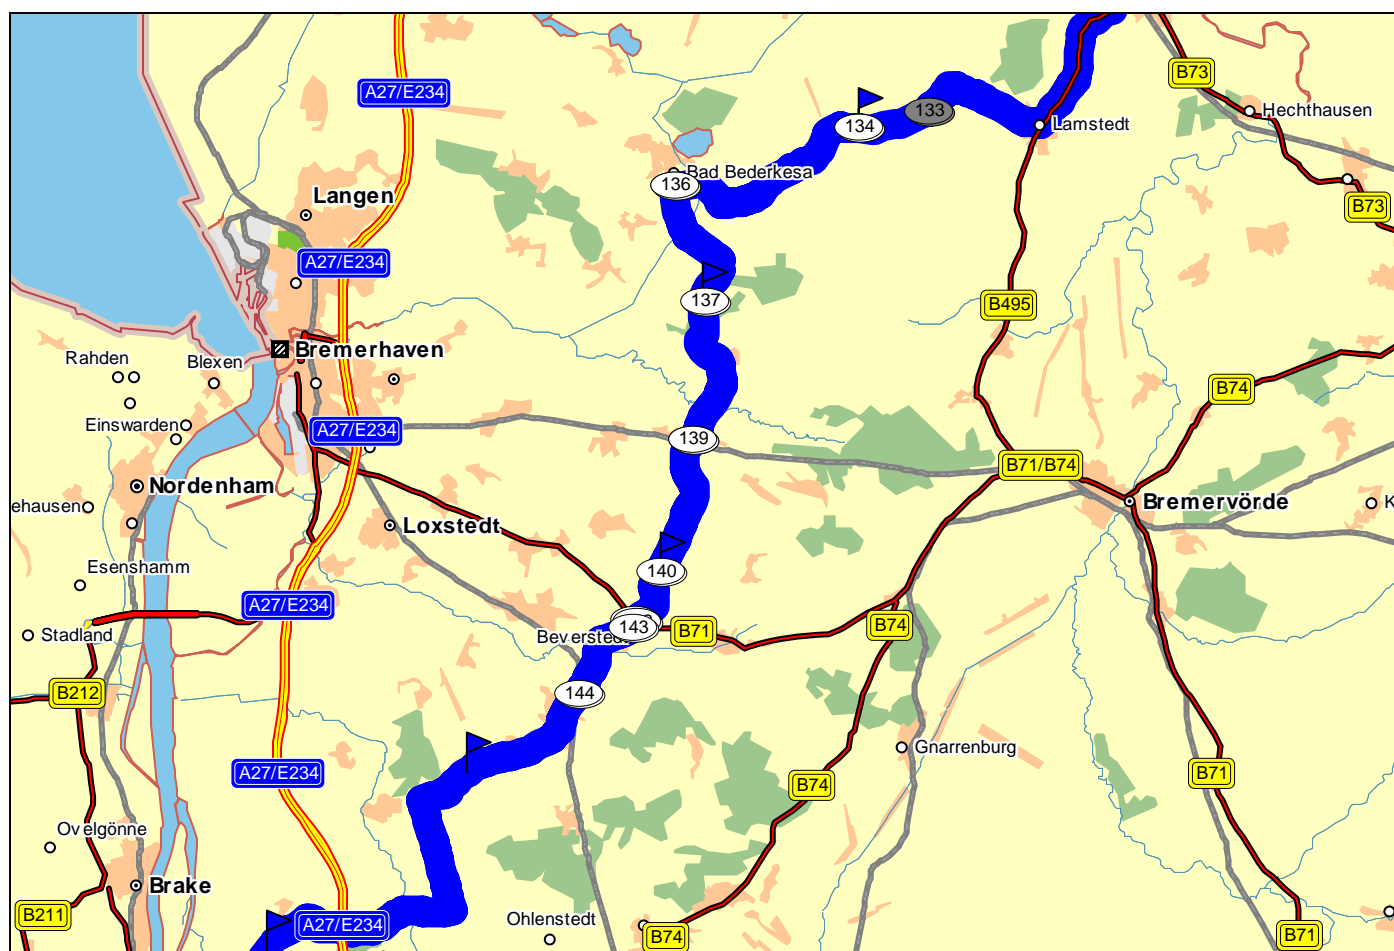 B73
A27/E234
133
Hechthausen
134
Lamstedt
Bad Bederkesa
136
Langen
B73
A27/E234
137
B495
Bremerhaven
Rahden
Blexen
B74
Einswarden
A27/E234
139
B71/B74
Nordenham
Bremervörde
ehausen
K
Loxstedt
Esenshamm
140
A27/E234
143
B71
B74
Stadland
Beverstedt
B212
144
Gnarrenburg
A27/E234
B71
B74
Ovelgönne
Brake
B211
Ohlenstedt
A27/E234
B74
B71